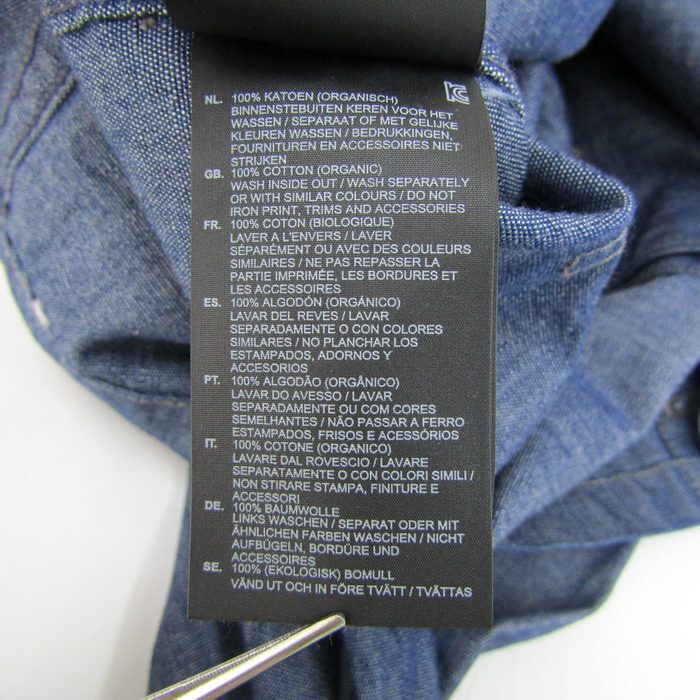 NL. 100% KATOEN (ORGANISCH)
BINNENSTEBUITEN KEREN VOOR HET
WASSEN / SEPARAAT OF MET GELIJKE
KLEUREN WASSEN / BEDRUKKINGEN,
FOURNITUREN EN ACCESSOIRES NIET
STRIJKEN
GB. 100% COTTON (ORGANIC)
WASH INSIDE OUT / WASH SEPARATELY
OR WITH SIMILAR COLOURS / DO NOT
IRON PRINT, TRIMS AND ACCESSORIES
FR. 100% COTON (BIOLOGIQUE)
LAVER A L'ENVERS / LAVER
SÉPARÉMENT OU AVEC DES COULEURS
SIMILAIRES / NE PAS REPASSER LA
PARTIE IMPRIMÉE, LES BORDURES ET
LES ACCESSOIRES
ES. 100% ALGODÓN (ORGÁNICO)
LAVAR DEL REVES / LAVAR
SEPARADAMENTE O CON COLORES
SIMILARES / NO PLANCHAR LOS
ESTAMPADOS, ADORNOS Y
ACCESORIOS
PT. 100% ALGODÃO (ORGÂNICO)
LAVAR DO AVESSO / LAVAR
SEPARADAMENTE OU COM CORES
SEMELHANTES / NÃO PASSAR A FERRO
ESTAMPADOS, FRISOS E ACESSÓRIOS
IT. 100% COTONE (ORGANICO)
LAVARE DAL ROVESCIO / LAVARE
SEPARATAMENTE O CON COLORI SIMILI /
NON STIRARE STAMPA, FINITURE E
ACCESSORI
DE. 100% BAUMWOLLE
LINKS WASCHEN / SEPARAT ODER MIT
ÄHNLICHEN FARBEN WASCHEN / NICHT
AUFBÜGELN, BORDÜRE UND
ACCESSOIRES
SE. 100% (EKOLOGISK) BOMULL
VÄND UT OCH IN FÖRE TVÄTT / TVÄTTAS